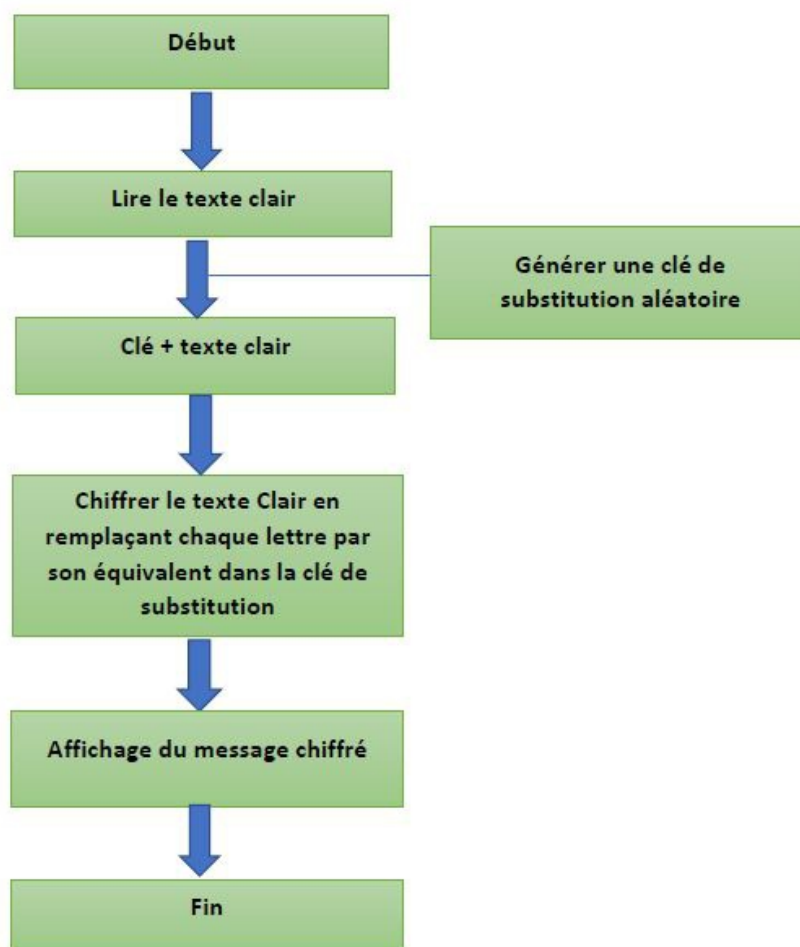 Début
Lire le texte clair
Générer une clé de
substitution aléatoire
Clé + texte clair
Chiffrer le texte Clair en
remplaçant chaque lettre par
son équivalent dans la clé de
substitution
Affichage du message chiffré
Fin